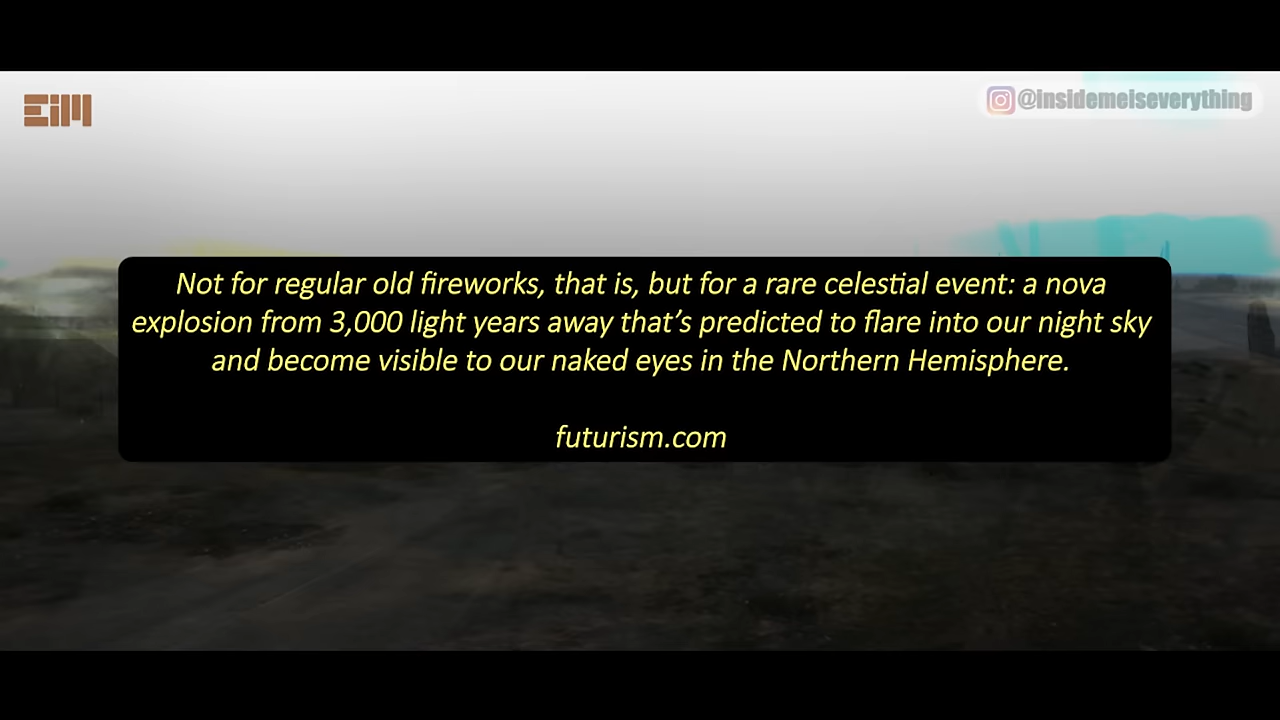 EiM
@insidemeiseverything
Not for regular old fireworks, that is, but for a rare celestial event: a nova
explosion from 3,000 light years away that’s predicted to flare into our night sky
and become visible to our naked eyes in the Northern Hemisphere.
futurism.com